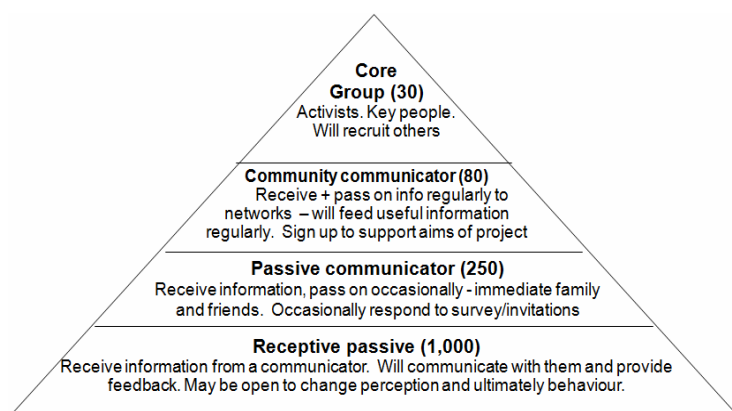 Core
Group (30)
Activists. Key people.
Will recruit others
Community communicator (80)
Receive + pass on info regularly to
networks – will feed useful information
regularly. Sign up to support aims of project
Passive communicator (250)
Receive information, pass on occasionally - immediate family
and friends. Occasionally respond to survey/invitations
Receptive passive (1,000)
Receive information from a communicator. Will communicate with them and provide
feedback. May be open to change perception and ultimately behaviour.